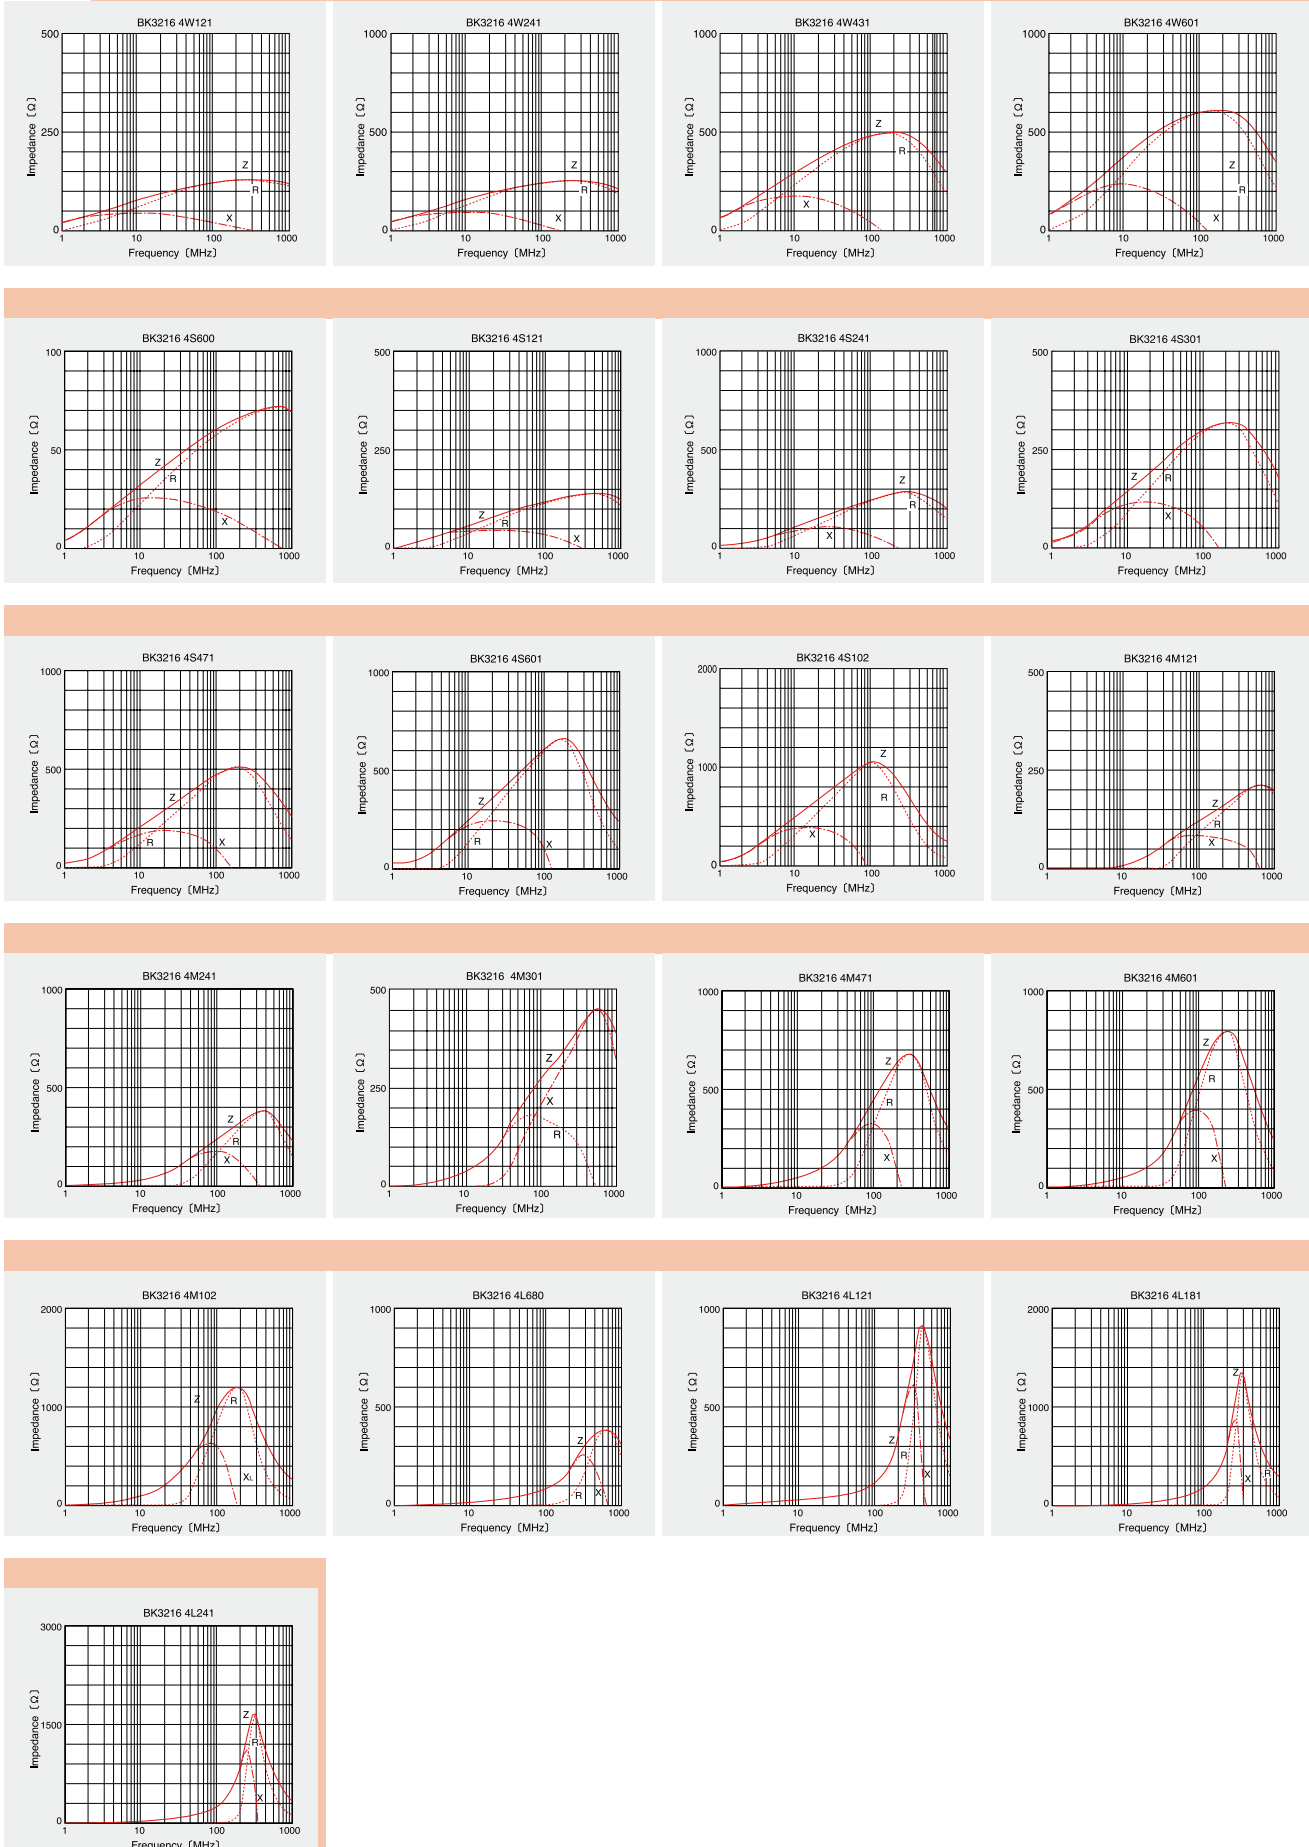 BK3216 4W121
500
250
0
Impedance〔Ω〕
Z
R
X
1
10
100
1000
Frequency〔MHz〕
BK3216 4W241
1000
500
0
Impedance〔Ω〕
Z
R
X
1
10
100
1000
Frequency〔MHz〕
BK3216 4W431
1000
500
0
Impedance〔Ω〕
Z
R
X
1
10
100
1000
Frequency〔MHz〕
BK3216 4W601
1000
500
0
Impedance〔Ω〕
Z
R
X
1
10
100
1000
Frequency〔MHz〕
BK3216 4S600
100
50
0
Impedance〔Ω〕
Z
R
X
1
10
100
1000
Frequency〔MHz〕
BK3216 4S121
500
250
0
Impedance〔Ω〕
Z
R
X
1
10
100
1000
Frequency〔MHz〕
BK3216 4S241
1000
500
0
Impedance〔Ω〕
Z
R
X
1
10
100
1000
Frequency〔MHz〕
BK3216 4S301
500
250
0
Impedance〔Ω〕
Z
R
X
1
10
100
1000
Frequency〔MHz〕
BK3216 4S471
1000
500
0
Impedance〔Ω〕
Z
R
X
1
10
100
1000
Frequency〔MHz〕
BK3216 4S601
1000
500
0
Impedance〔Ω〕
Z
R
X
1
10
100
1000
Frequency〔MHz〕
BK3216 4S102
2000
1000
0
Impedance〔Ω〕
Z
R
X
1
10
100
1000
Frequency〔MHz〕
BK3216 4M121
500
250
0
Impedance〔Ω〕
Z
R
X
1
10
100
1000
Frequency〔MHz〕
BK3216 4M241
1000
500
0
Impedance〔Ω〕
Z
R
X
1
10
100
1000
Frequency〔MHz〕
BK3216 4M301
500
250
0
Impedance〔Ω〕
Z
X
R
1
10
100
1000
Frequency〔MHz〕
BK3216 4M471
1000
500
0
Impedance〔Ω〕
Z
R
X
1
10
100
1000
Frequency〔MHz〕
BK3216 4M601
1000
500
0
Impedance〔Ω〕
Z
R
X
1
10
100
1000
Frequency〔MHz〕
BK3216 4M102
2000
1000
0
Impedance〔Ω〕
Z
R
XL
1
10
100
1000
Frequency〔MHz〕
BK3216 4L680
1000
500
0
Impedance〔Ω〕
Z
R
X
1
10
100
1000
Frequency〔MHz〕
BK3216 4L121
1000
500
0
Impedance〔Ω〕
Z
R
X
1
10
100
1000
Frequency〔MHz〕
BK3216 4L181
2000
1000
0
Impedance〔Ω〕
Z
R
X
1
10
100
1000
Frequency〔MHz〕
BK3216 4L241
3000
1500
0
Impedance〔Ω〕
Z
R
X
1
10
100
1000
Frequency〔MHz〕